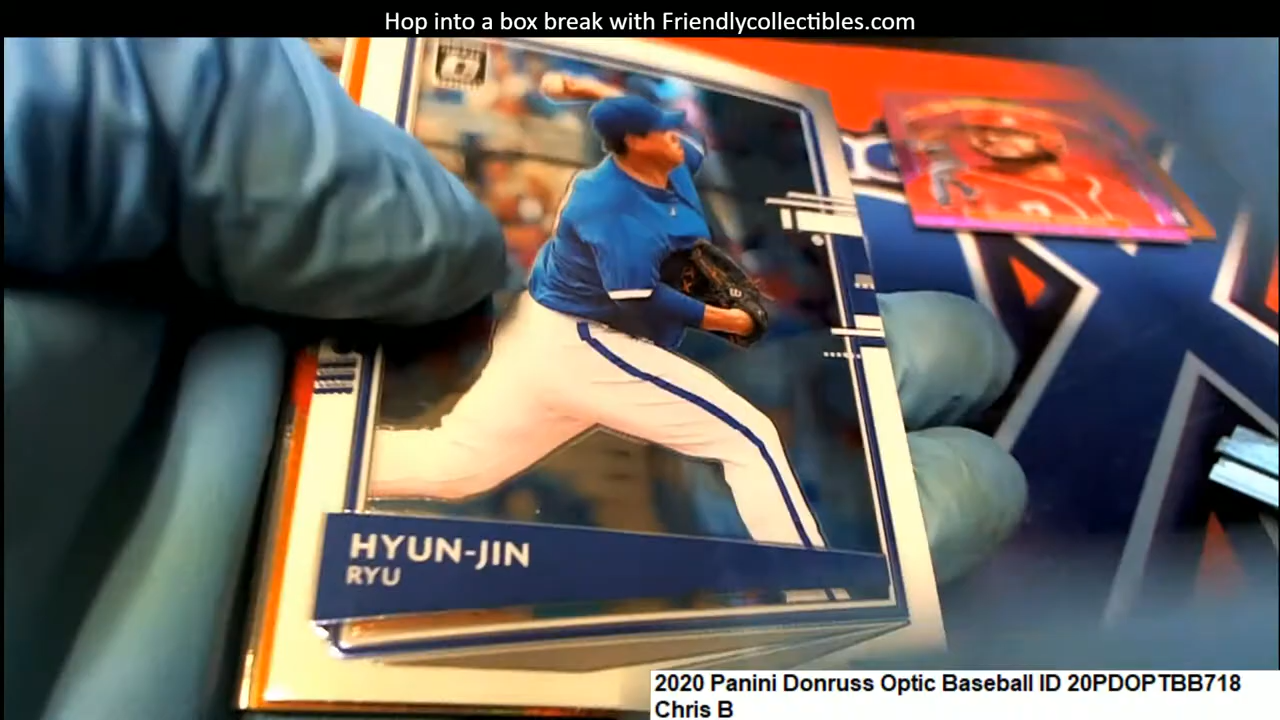 Hop into a box break with Friendlycollectibles.com
HYUN-JIN
RYU
2020 Panini Donruss Optic Baseball ID 20PDOPTBB718
Chris B